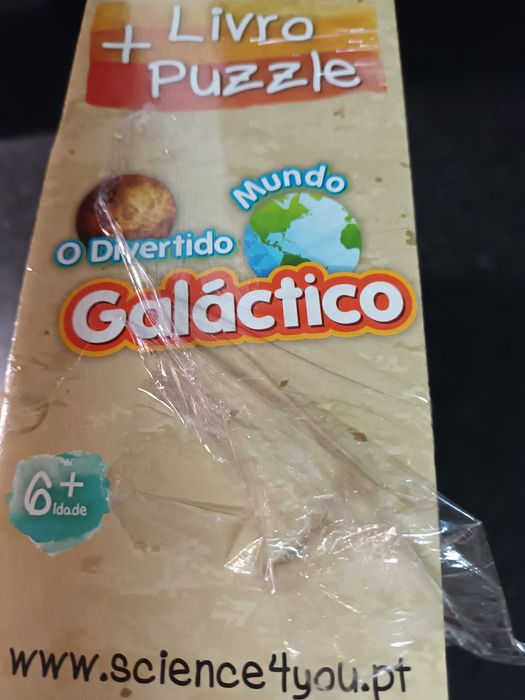 + Livro
Puzzle
Mundo
O Divertido
Galáctico
6+
Idade
www.science4you.pt